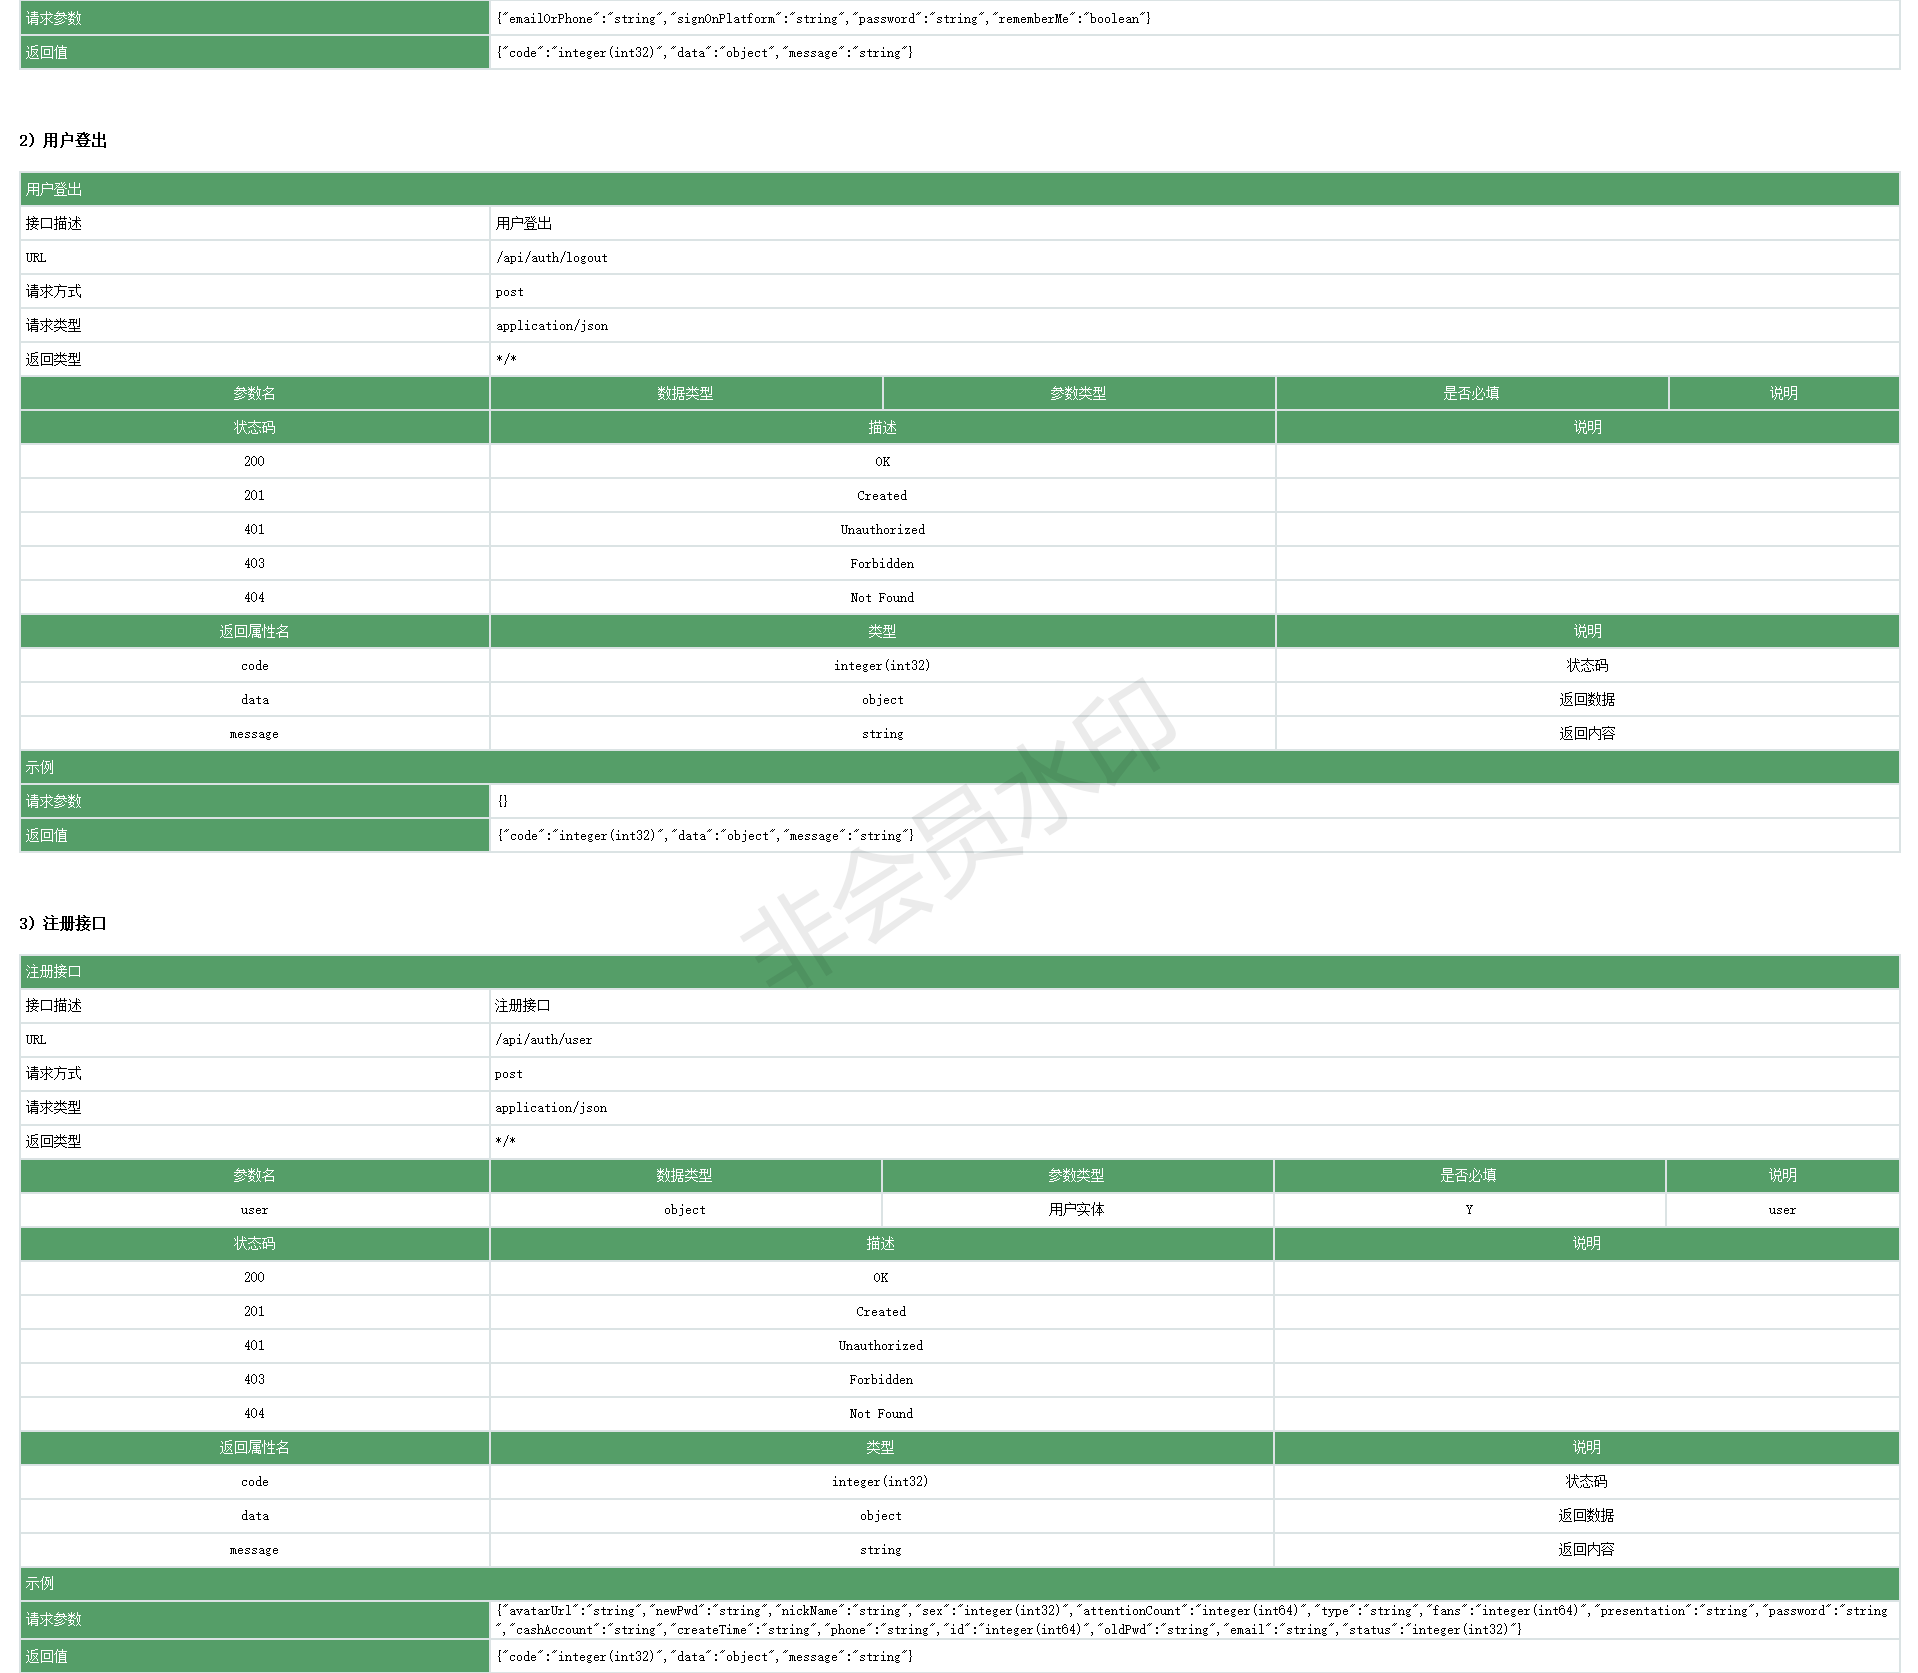 请求参数 {"emailOrPhone":"string","signOnPlatform":"string","password":"string","rememberMe":"boolean"}
返回值 {"code":"integer(int32)","data":"object","message":"string"}
2）用户登出
用户登出
接口描述 用户登出
URL /api/auth/logout
请求方式 post
请求类型 application/json
返回类型 */*
参数名 数据类型 参数类型 是否必填 说明
状态码 描述 说明
200 OK
201 Created
401 Unauthorized
403 Forbidden
404 Not Found
返回属性名 类型 说明
code integer(int32) 状态码
data object 返回数据
message string 返回内容
示例
请求参数 {}
返回值 {"code":"integer(int32)","data":"object","message":"string"}
非会员水印
3）注册接口
注册接口
接口描述 注册接口
URL /api/auth/user
请求方式 post
请求类型 application/json
返回类型 */*
参数名 数据类型 参数类型 是否必填 说明
user object 用户实体 Y user
状态码 描述 说明
200 OK
201 Created
401 Unauthorized
403 Forbidden
404 Not Found
返回属性名 类型 说明
code integer(int32) 状态码
data object 返回数据
message string 返回内容
示例
请求参数 {"avatarUrl":"string","newPwd":"string","nickName":"string","sex":"integer(int32)","attentionCount":"integer(int64)","type":"string","fans":"integer(int64)","presentation":"string","password":"string
","cashAccount":"string","createTime":"string","phone":"string","id":"integer(int64)","oldPwd":"string","email":"string","status":"integer(int32)"}
返回值 {"code":"integer(int32)","data":"object","message":"string"}